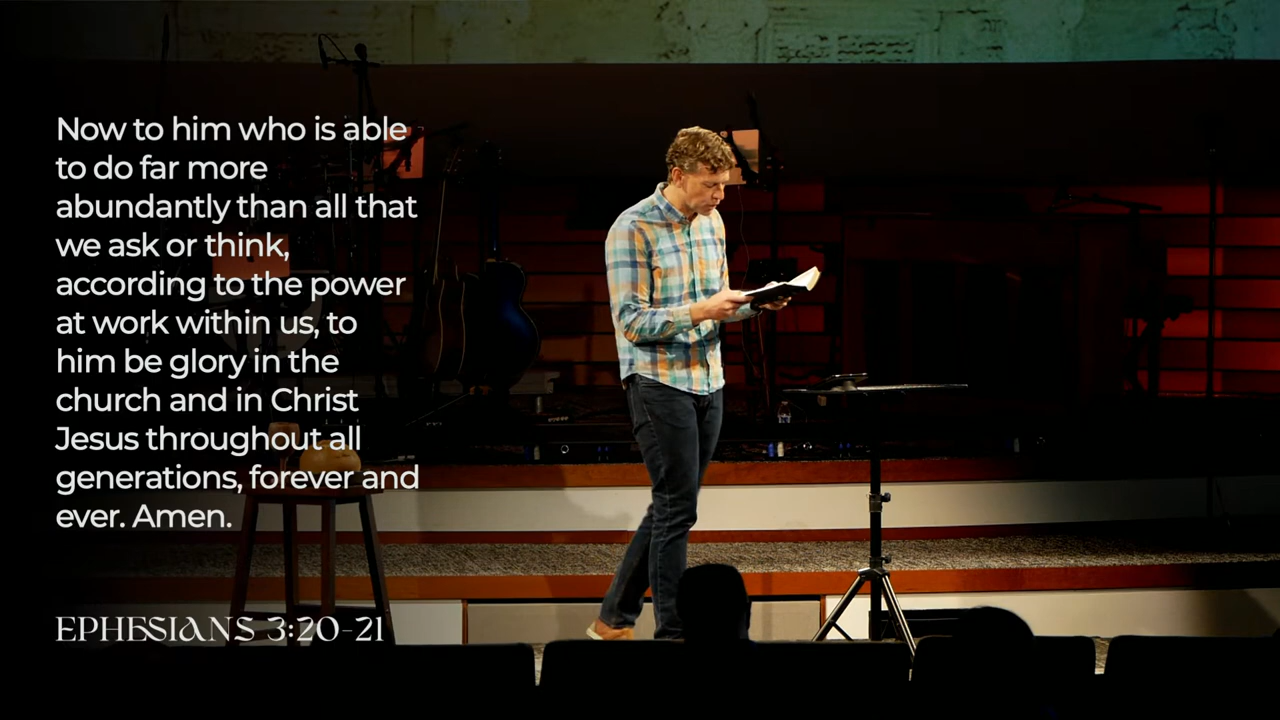 Now to him who is able
to do far more
abundantly than all that
we ask or think,
according to the power
at work within us, to
him be glory in the
church and in Christ
Jesus throughout all
generations, forever and
ever. Amen.
EPHESIANS 3:20-21